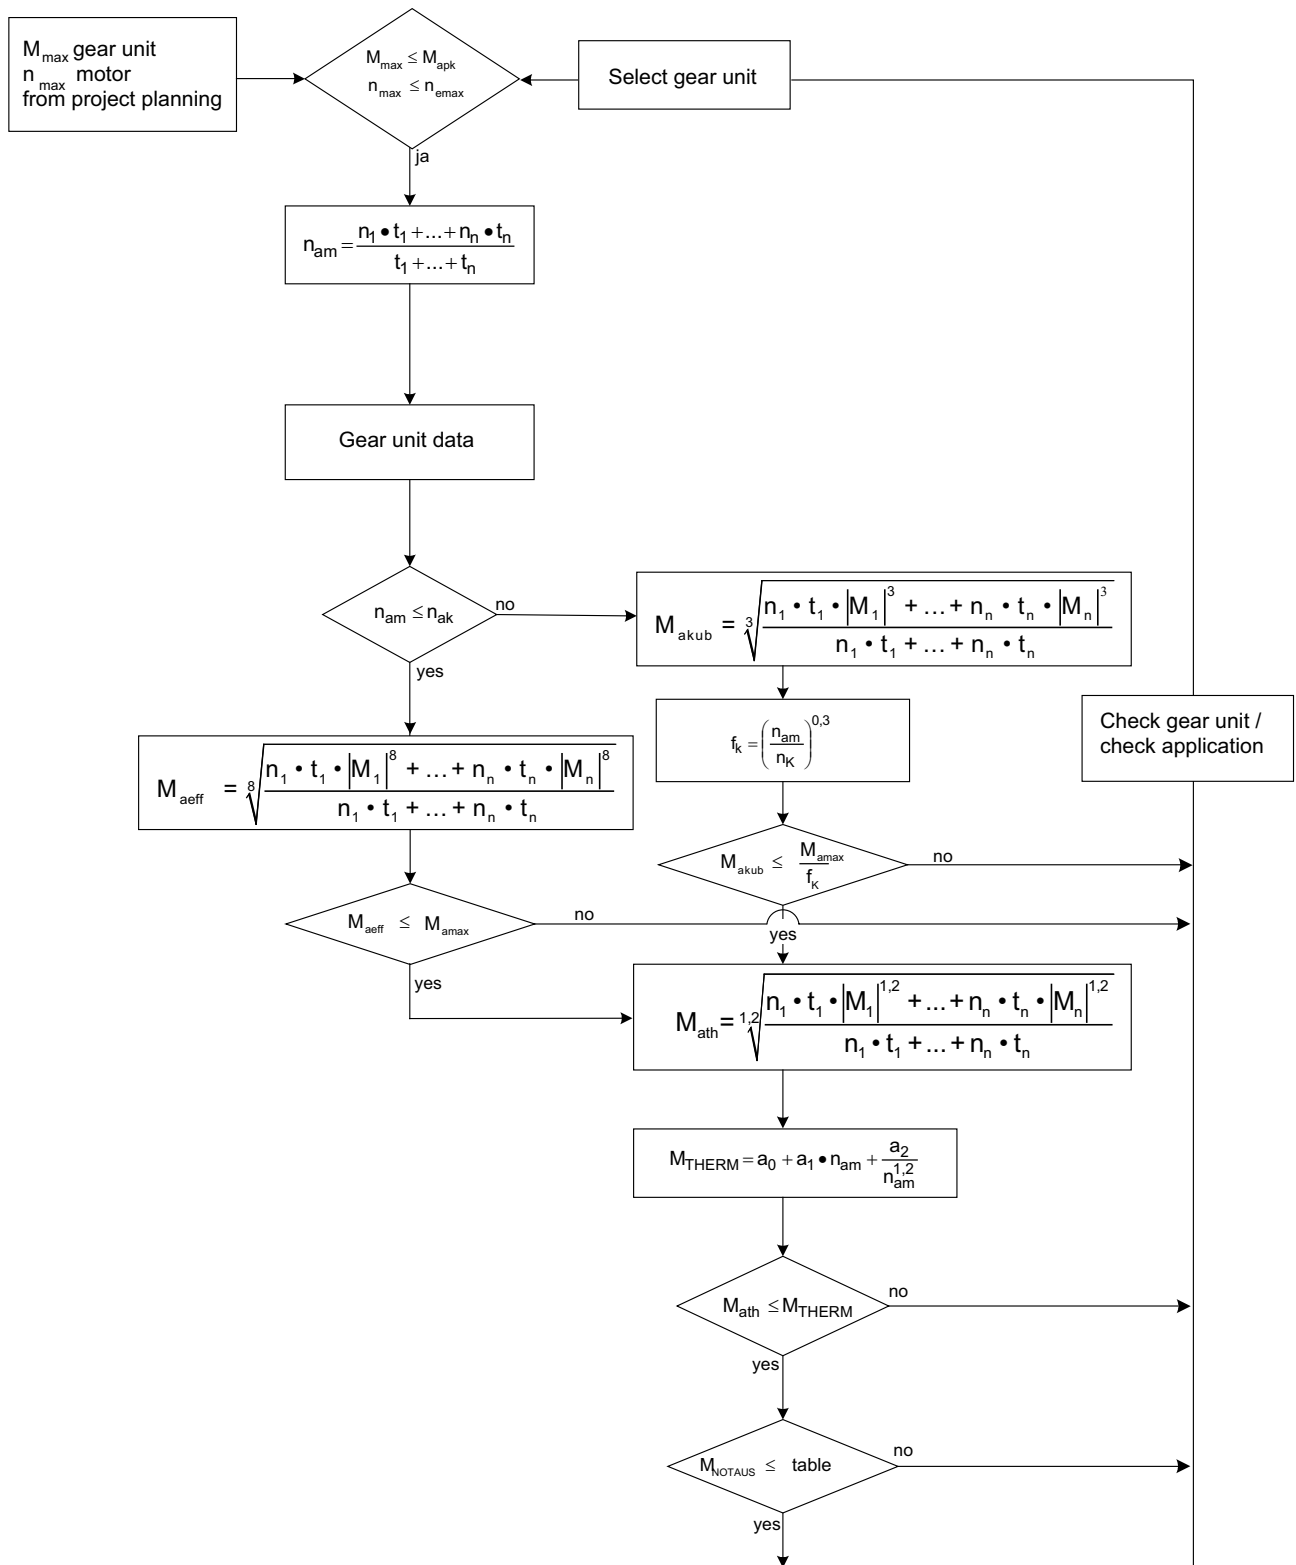 M_max gear unit
n_max motor
from project planning
M_max ≤ M_apk
n_max ≤ n_emax
Select gear unit
ja
n_am = (n_1 • t_1 + ... + n_n • t_n) / (t_1 + ... + t_n)
Gear unit data
n_am ≤ n_ak
no
yes
M_akub = ∛((n_1 • t_1 • |M_1|^3 + ... + n_n • t_n • |M_n|^3) / (n_1 • t_1 + ... + n_n • t_n))
f_k = (n_am / n_K)^0,3
Check gear unit /
check application
M_aeff = ⁸√((n_1 • t_1 • |M_1|^8 + ... + n_n • t_n • |M_n|^8) / (n_1 • t_1 + ... + n_n • t_n))
M_akub ≤ M_amax / f_K
no
M_aeff ≤ M_amax
no
yes
yes
M_ath = ^1,2√((n_1 • t_1 • |M_1|^1,2 + ... + n_n • t_n • |M_n|^1,2) / (n_1 • t_1 + ... + n_n • t_n))
M_THERM = a_0 + a_1 • n_am + a_2 / n_am^1,2
M_ath ≤ M_THERM
no
yes
M_NOTAUS ≤ table
no
yes